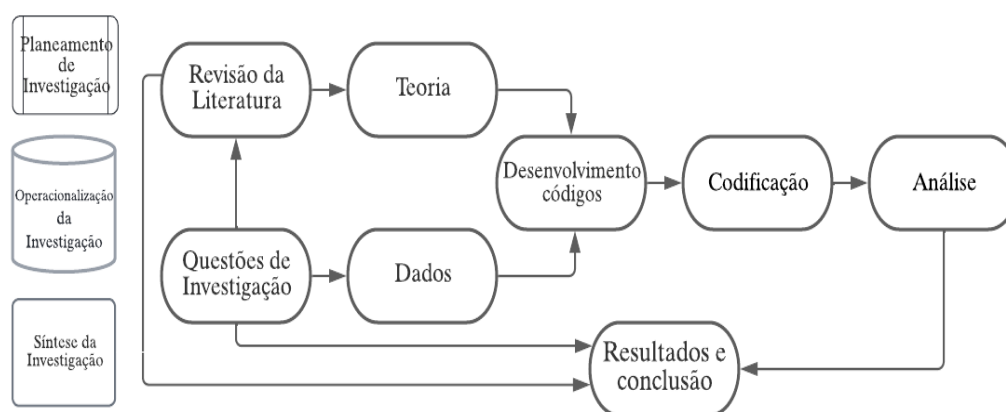 Planeamento
de
Investigação
Operacionalização
da
Investigação
Síntese da
Investigação
Revisão da
Literatura
Teoria
Questões de
Investigação
Dados
Desenvolvimento
códigos
Codificação
Análise
Resultados e
conclusão